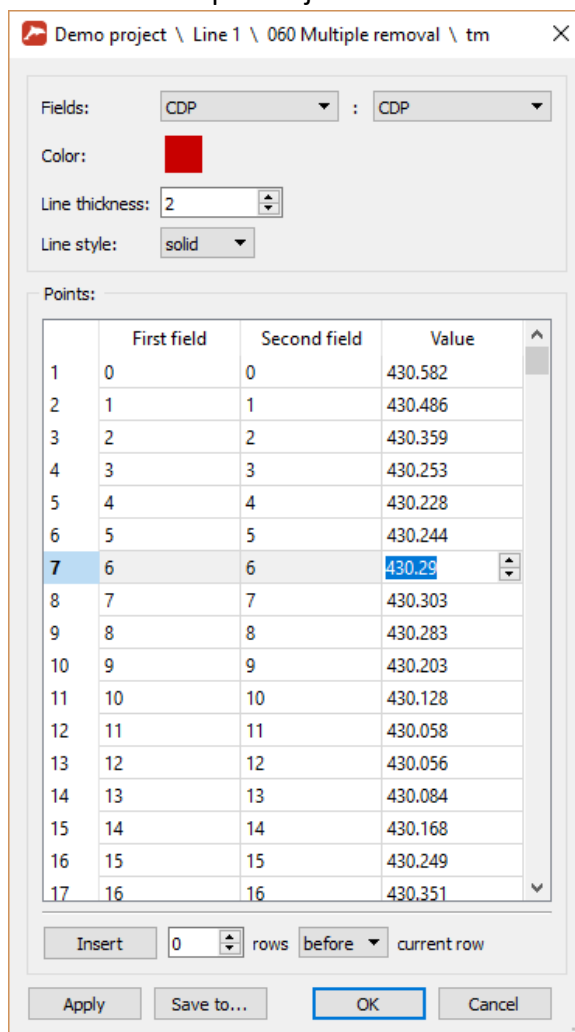 Demo project \ Line 1 \ 060 Multiple removal \ tm
Fields: CDP : CDP
Color:
Line thickness: 2
Line style: solid
Points:
First field Second field Value
1 0 0 430.582
2 1 1 430.486
3 2 2 430.359
4 3 3 430.253
5 4 4 430.228
6 5 5 430.244
7 6 6 430.29
8 7 7 430.303
9 8 8 430.283
10 9 9 430.203
11 10 10 430.128
12 11 11 430.058
13 12 12 430.056
14 13 13 430.084
15 14 14 430.168
16 15 15 430.249
17 16 16 430.351
Insert 0 rows before current row
Apply Save to... OK Cancel